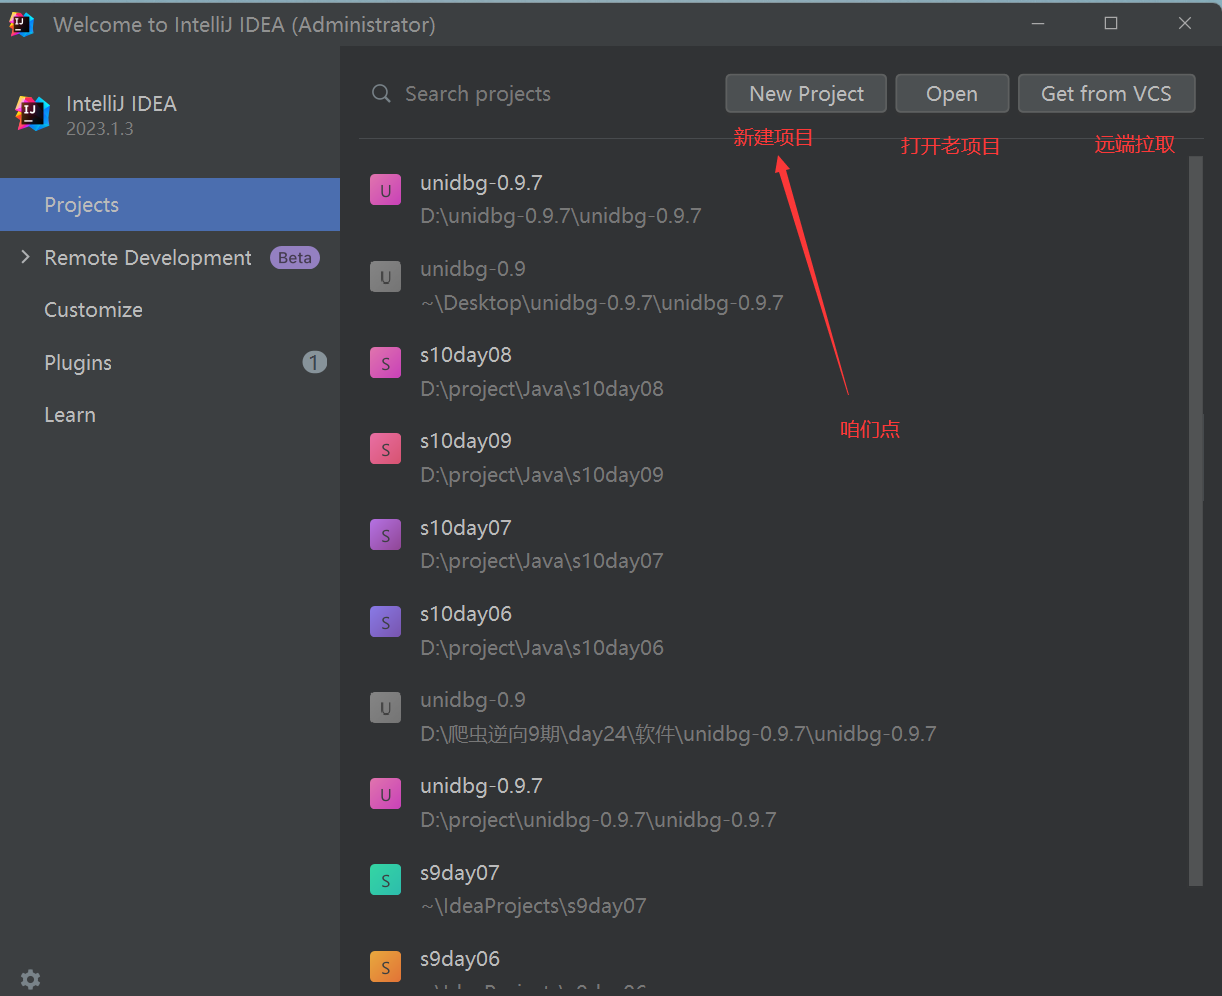 Welcome to IntelliJ IDEA (Administrator)
IntelliJ IDEA
2023.1.3
Projects
Remote Development Beta
Customize
Plugins 1
Learn
Search projects
New Project
Open
Get from VCS
新建项目
打开老项目
远端拉取
咱们点
U
unidbg-0.9.7
D:\unidbg-0.9.7\unidbg-0.9.7
U
unidbg-0.9
~\Desktop\unidbg-0.9.7\unidbg-0.9.7
S
s10day08
D:\project\Java\s10day08
S
s10day09
D:\project\Java\s10day09
S
s10day07
D:\project\Java\s10day07
S
s10day06
D:\project\Java\s10day06
U
unidbg-0.9
D:\爬虫逆向9期\day24\软件\unidbg-0.9.7\unidbg-0.9.7
U
unidbg-0.9.7
D:\project\unidbg-0.9.7\unidbg-0.9.7
S
s9day07
~\IdeaProjects\s9day07
S
s9day06